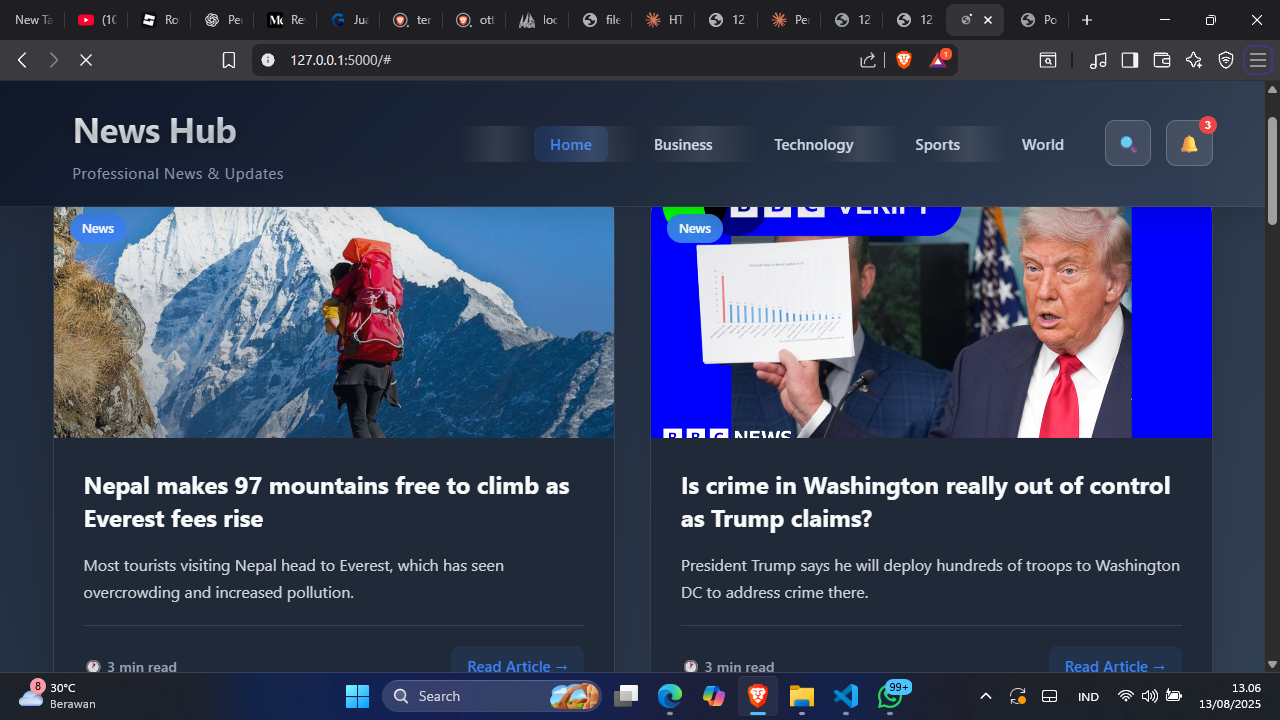 New Ta
(10
Ro
Per
Re
Jua
ter
ott
loc
file
HT
12
Per
12
12
Po
127.0.0.1:5000/#
1
News Hub
Professional News & Updates
Home
Business
Technology
Sports
World
3
News
News
BBC VERIFY
BBC NEWS
Nepal makes 97 mountains free to climb as
Everest fees rise
Most tourists visiting Nepal head to Everest, which has seen
overcrowding and increased pollution.
3 min read
Read Article →
Is crime in Washington really out of control
as Trump claims?
President Trump says he will deploy hundreds of troops to Washington
DC to address crime there.
3 min read
Read Article →
8
30°C
Berawan
Search
99+
IND
13.06
13/08/2025